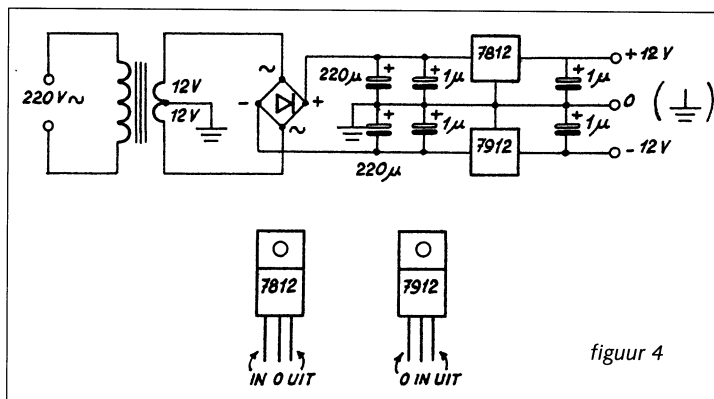 220V~
12V
12V
~
-
+
~
220µ
+
1µ
+
7812
+
1µ
+12V
0
220µ
+
1µ
+
7912
+
1µ
-12V
7812
IN 0 UIT
7912
0 IN UIT
figuur 4